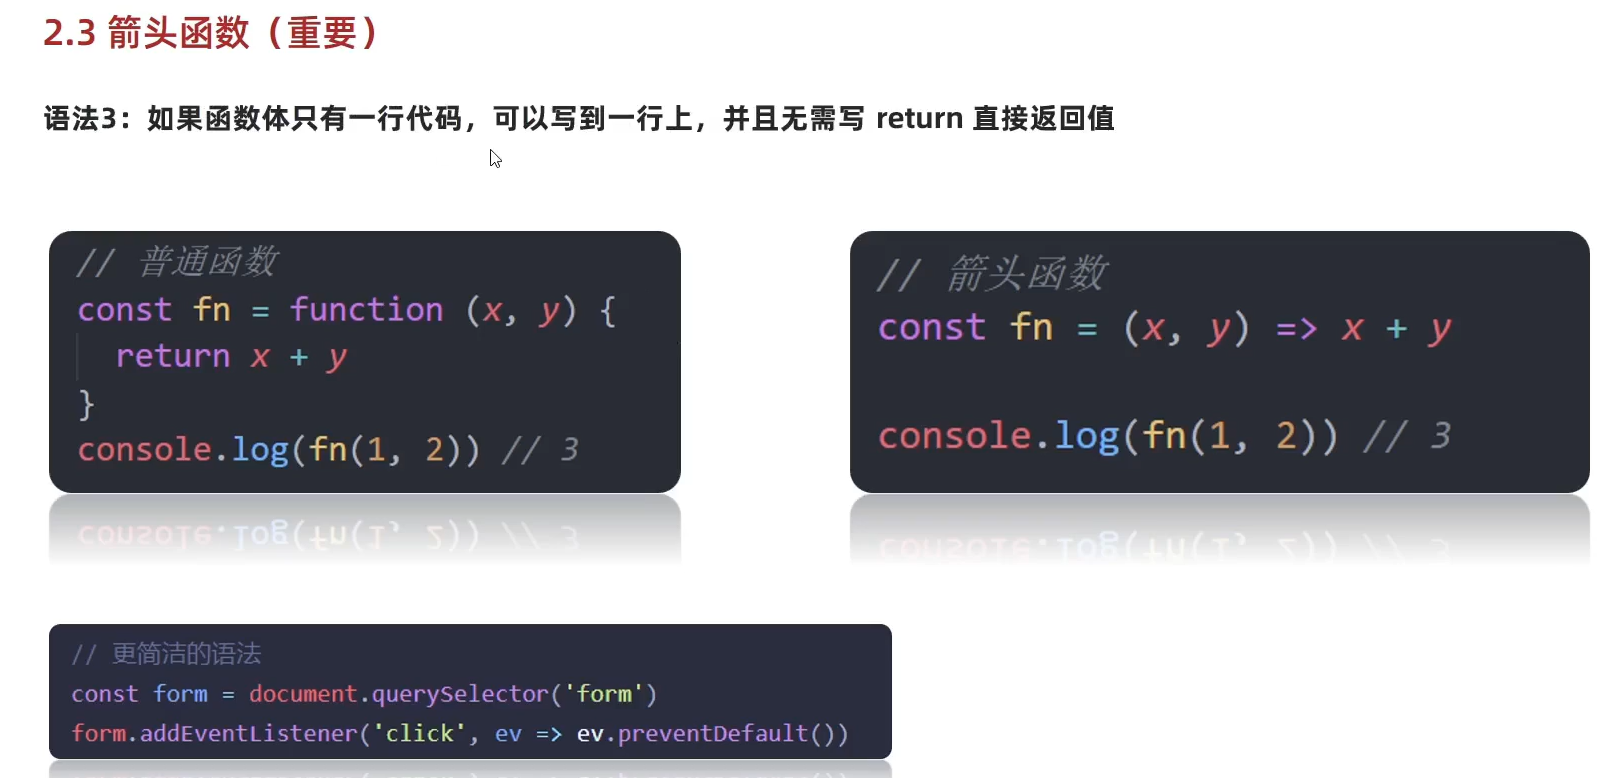 2.3 箭头函数（重要）
语法3：如果函数体只有一行代码，可以写到一行上，并且无需写 return 直接返回值
// 普通函数
const fn = function (x, y) {
  return x + y
}
console.log(fn(1, 2)) // 3
// 箭头函数
const fn = (x, y) => x + y
console.log(fn(1, 2)) // 3
// 更简洁的语法
const form = document.querySelector('form')
form.addEventListener('click', ev => ev.preventDefault())